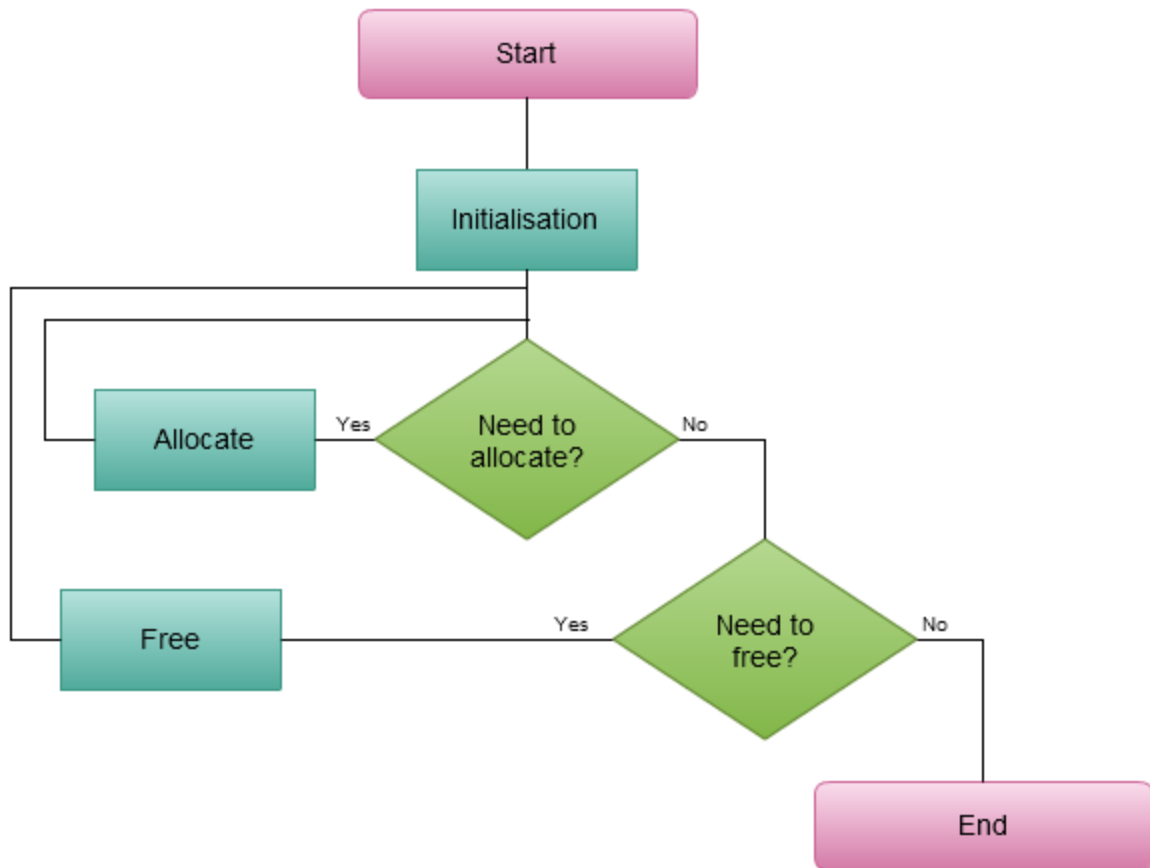 Start
Initialisation
Need to
allocate?
Yes
No
Allocate
Need to
free?
Yes
No
Free
End